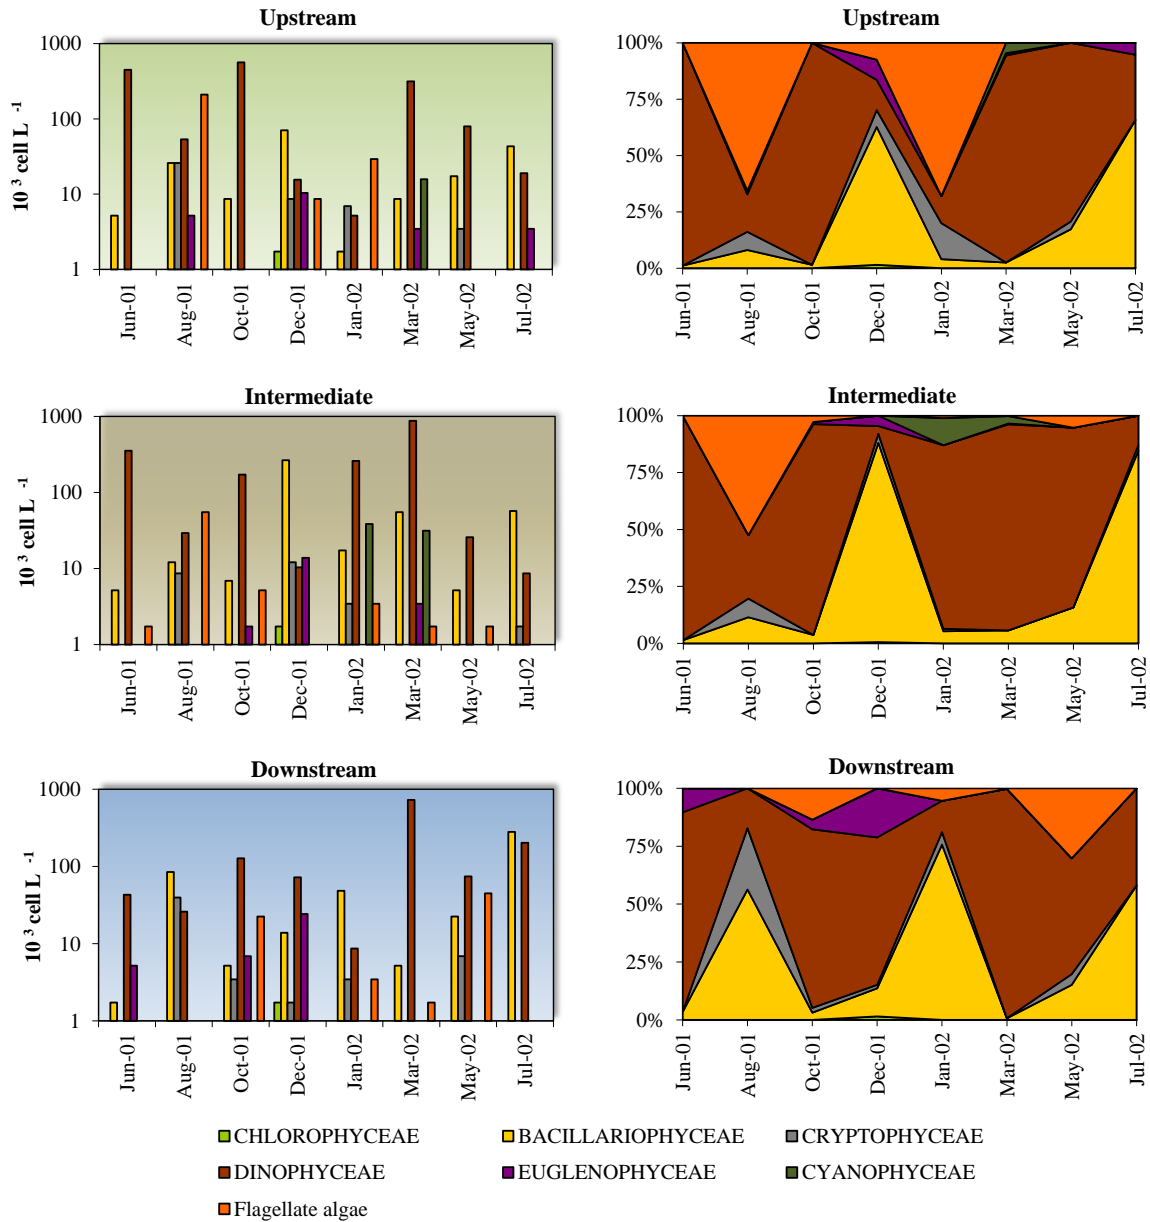 Upstream
1000
100
10
1
10 ³ cell L ⁻¹
Jun-01
Aug-01
Oct-01
Dec-01
Jan-02
Mar-02
May-02
Jul-02
Upstream
100%
75%
50%
25%
0%
Jun-01
Aug-01
Oct-01
Dec-01
Jan-02
Mar-02
May-02
Jul-02
Intermediate
1000
100
10
1
10 ³ cell L ⁻¹
Jun-01
Aug-01
Oct-01
Dec-01
Jan-02
Mar-02
May-02
Jul-02
Intermediate
100%
75%
50%
25%
0%
Jun-01
Aug-01
Oct-01
Dec-01
Jan-02
Mar-02
May-02
Jul-02
Downstream
1000
100
10
1
10 ³ cell L ⁻¹
Jun-01
Aug-01
Oct-01
Dec-01
Jan-02
Mar-02
May-02
Jul-02
Downstream
100%
75%
50%
25%
0%
Jun-01
Aug-01
Oct-01
Dec-01
Jan-02
Mar-02
May-02
Jul-02
CHLOROPHYCEAE BACILLARIOPHYCEAE CRYPTOPHYCEAE
DINOPHYCEAE EUGLENOPHYCEAE CYANOPHYCEAE
Flagellate algae